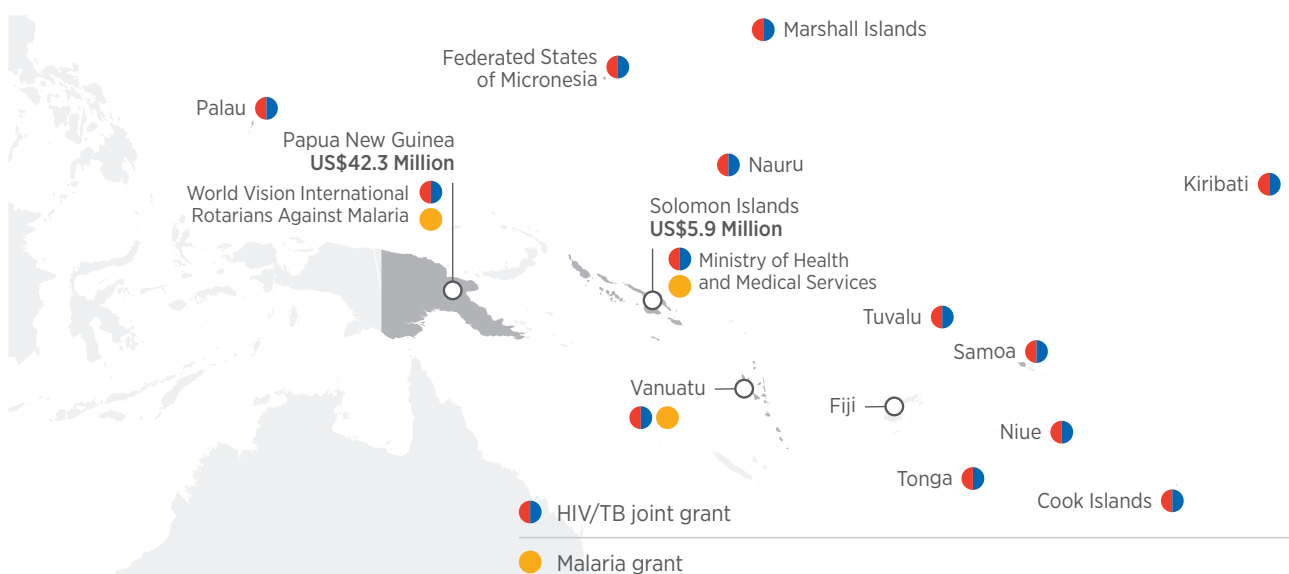 Marshall Islands
Federated States
of Micronesia
Palau
Papua New Guinea
US$42.3 Million
World Vision International
Rotarians Against Malaria
Nauru
Kiribati
Solomon Islands
US$5.9 Million
Ministry of Health
and Medical Services
Tuvalu
Samoa
Vanuatu
Fiji
Niue
Tonga
Cook Islands
HIV/TB joint grant
Malaria grant